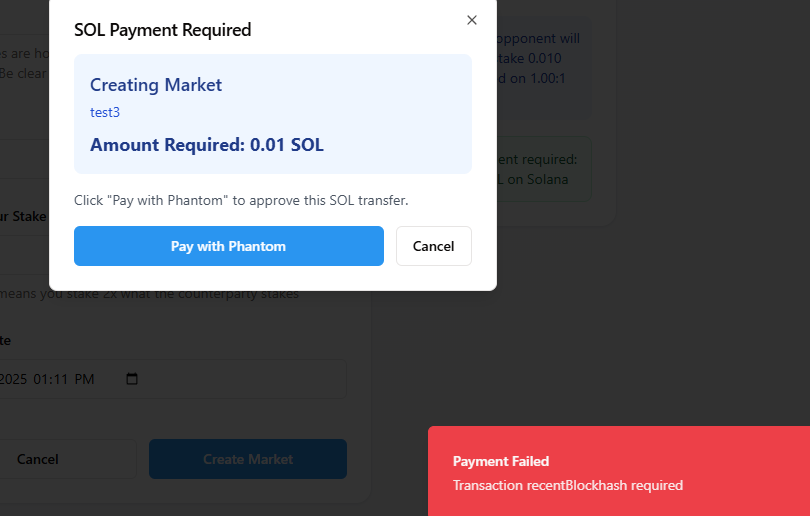 SOL Payment Required
Creating Market
test3
Amount Required: 0.01 SOL
Click "Pay with Phantom" to approve this SOL transfer.
Pay with Phantom
Cancel
s are ho
Be clear
opponent will
take 0.010
d on 1.00:1
ent required:
L on Solana
ur Stake
means you stake 2x what the counterparty stakes
te
2025 01:11 PM
Cancel
Create Market
Payment Failed
Transaction recentBlockhash required